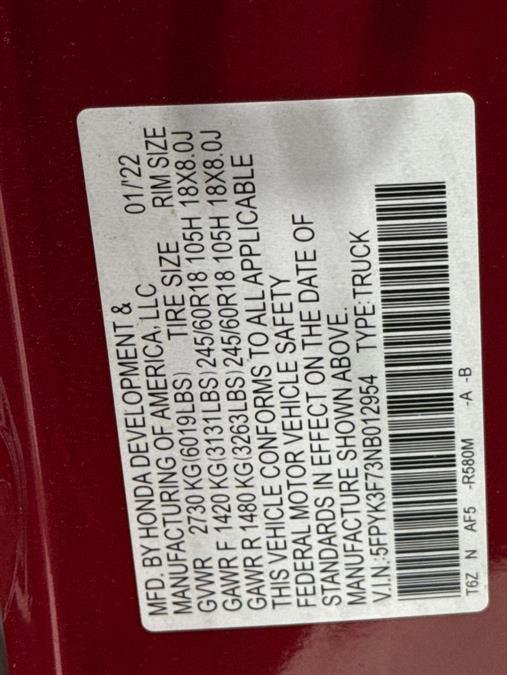 MFD. BY HONDA DEVELOPMENT &
MANUFACTURING OF AMERICA, LLC 01/'22
GVWR 2730 KG(6019LBS) TIRE SIZE RIM SIZE
GAWR F 1420 KG(3131LBS) 245/60R18 105H 18X8.0J
GAWR R 1480 KG(3263LBS) 245/60R18 105H 18X8.0J
THIS VEHICLE CONFORMS TO ALL APPLICABLE
FEDERAL MOTOR VEHICLE SAFETY
STANDARDS IN EFFECT ON THE DATE OF
MANUFACTURE SHOWN ABOVE.
V.I.N.:5FPYK3F73NB012954 TYPE:TRUCK
T6Z N AF5 -R580M -A -B